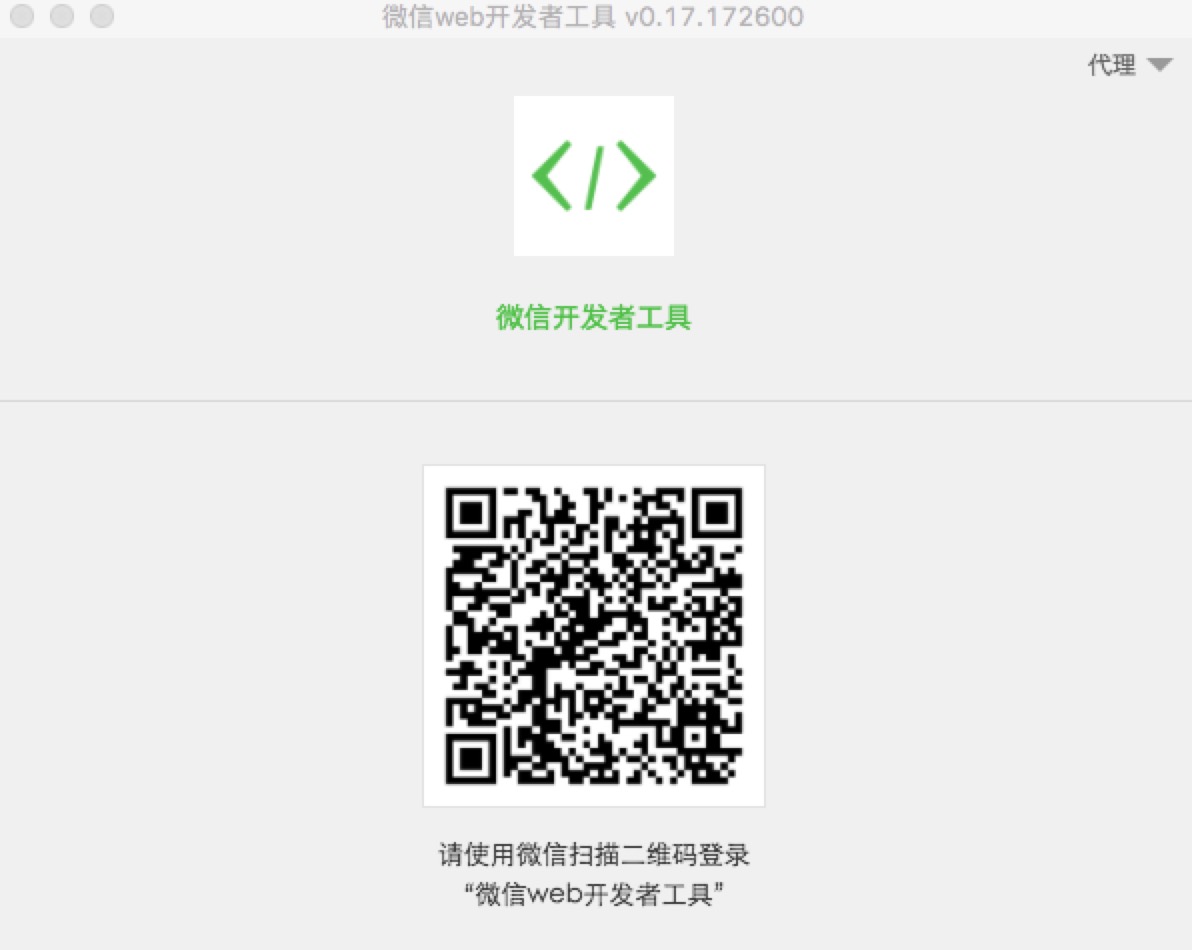 微信web开发者工具 v0.17.172600
代理
</>
微信开发者工具
请使用微信扫描二维码登录
“微信web开发者工具”